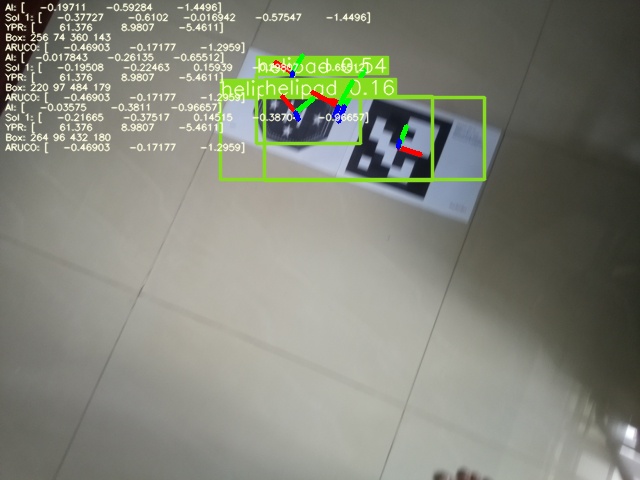 AI: [ −0.19711 −0.59284 −1.4496]
Sol 1: [ −0.37727 −0.6102 −0.016942 −0.57547 −1.4496]
YPR: [ 61.376 8.9807 −5.4611]
Box: 256 74 360 143
ARUCO: [ −0.46903 −0.17177 −1.2959]
AI: [ −0.017843 −0.26135 −0.65512]
Sol 1: [ −0.19508 −0.22463 0.15939
YPR: [ 61.376 8.9807 −5.4611]
Box: 220 97 484 179
ARUCO: [ −0.46903 −0.17177 −1.2959]
AI: [ −0.03575 −0.3811 −0.96657]
Sol 1: [ −0.21665 −0.37517 0.14515 −0.3870 −0.96657]
YPR: [ 61.376 8.9807 −5.4611]
Box: 264 96 432 180
ARUCO: [ −0.46903 −0.17177 −1.2959]
helipad 0.54
helipad 0.16